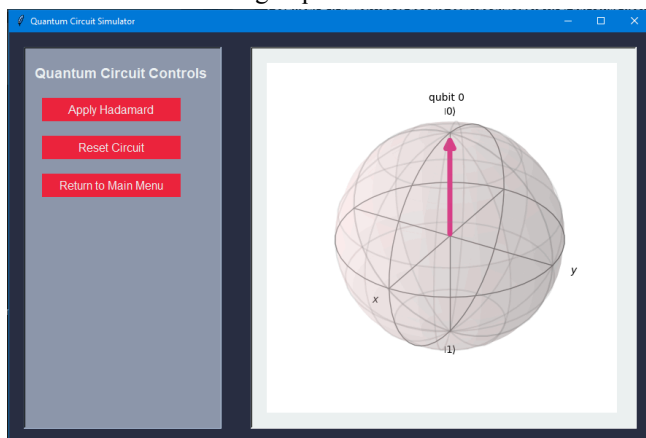 Quantum Circuit Simulator
Quantum Circuit Controls
Apply Hadamard
Reset Circuit
Return to Main Menu
qubit 0
|0⟩
y
x
|1⟩